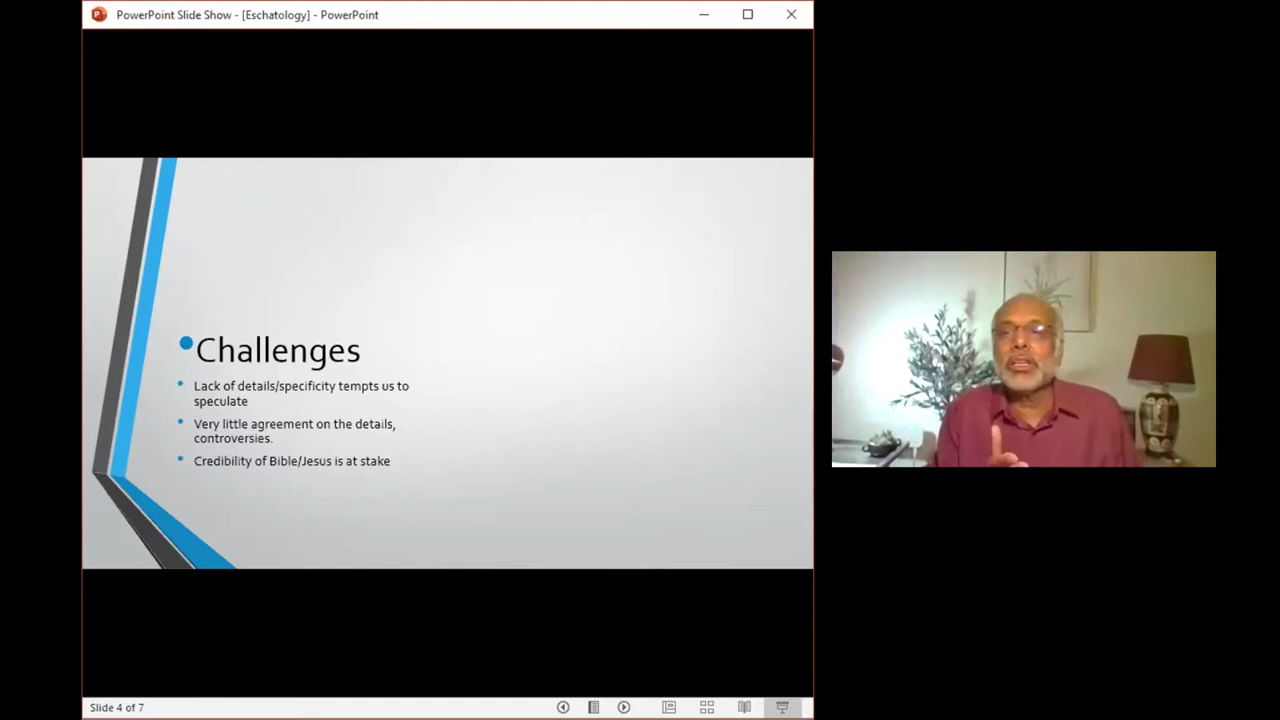 PowerPoint Slide Show - [Eschatology] - PowerPoint
Challenges
Lack of details/specificity tempts us to
speculate
Very little agreement on the details,
controversies.
Credibility of Bible/Jesus is at stake
Slide 4 of 7